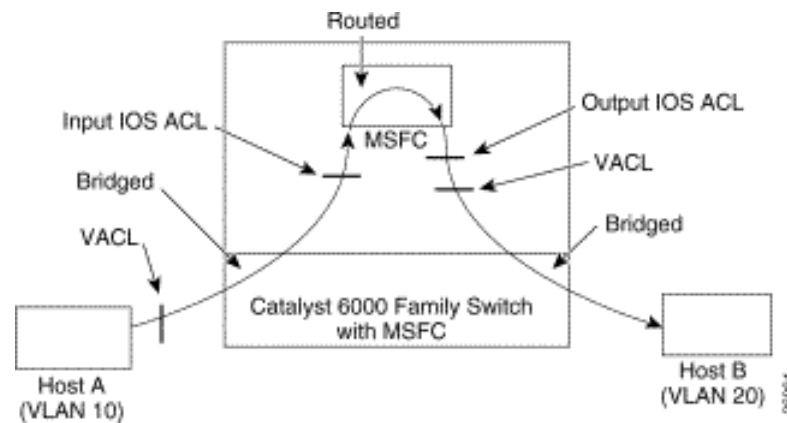 Routed
Input IOS ACL
MSFC
Output IOS ACL
VACL
Bridged
Bridged
VACL
Catalyst 6000 Family Switch
with MSFC
Host A
(VLAN 10)
Host B
(VLAN 20)